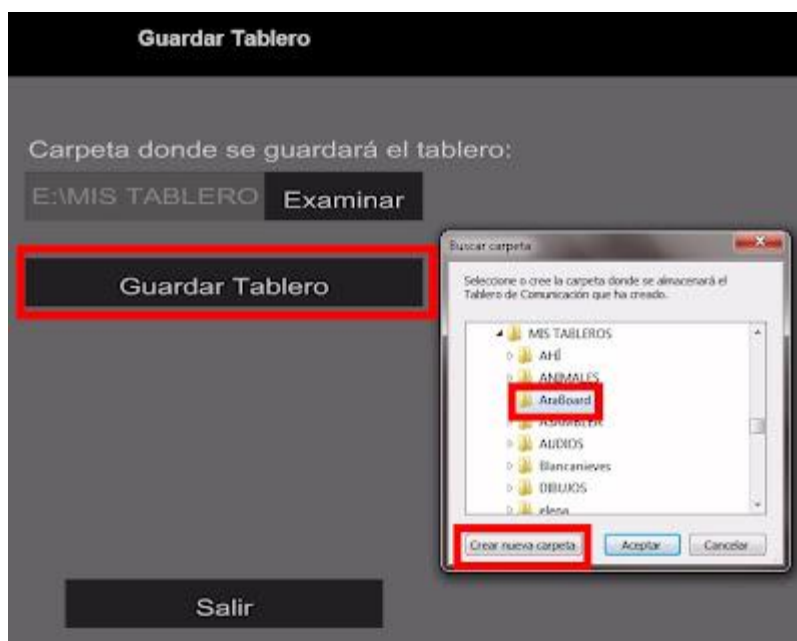 Guardar Tablero
Carpeta donde se guardará el tablero:
E:\MIS TABLERO
Examinar
Guardar Tablero
Salir
Buscar carpeta
Seleccione o cree la carpeta donde se almacenará el
Tablero de Comunicación que ha creado.
MIS TABLEROS
AHÍ
ANIMALES
AraBoard
ASAMBLEA
AUDIOS
Blancanieves
DIBUJOS
elena
Crear nueva carpeta
Aceptar
Cancelar